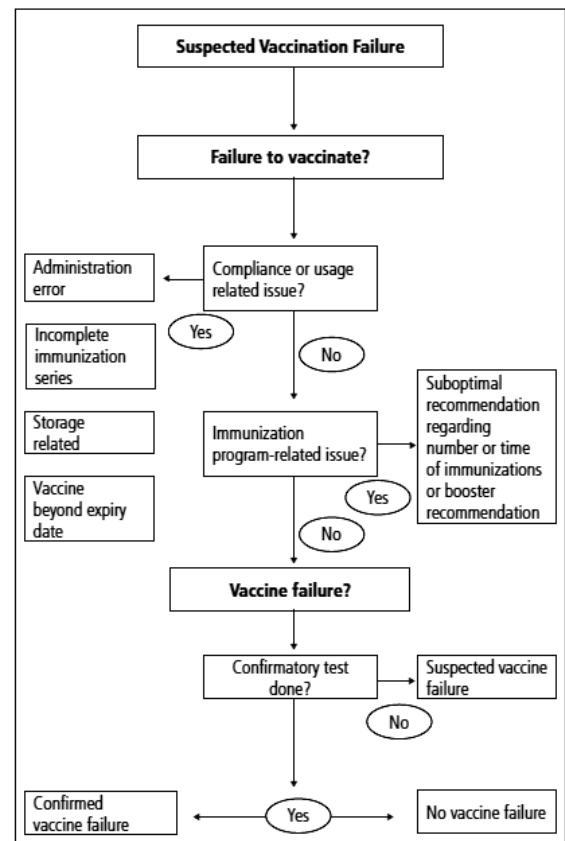 Suspected Vaccination Failure
Failure to vaccinate?
Compliance or usage
related issue?
Administration
error
Yes
Incomplete
immunization
series
No
Storage
related
Vaccine
beyond expiry
date
Immunization
program-related issue?
Suboptimal
recommendation
regarding
number or time
of immunizations
or booster
recommendation
Yes
No
Vaccine failure?
Confirmatory test
done?
Suspected vaccine
failure
No
Yes
Confirmed
vaccine failure
No vaccine failure